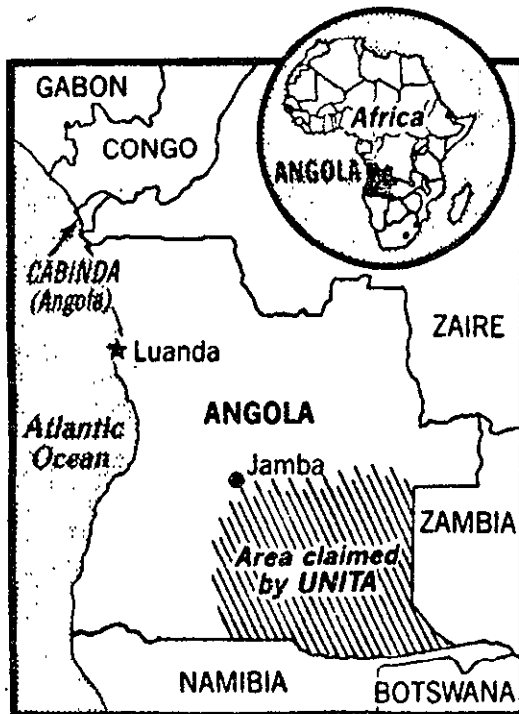 Africa
ANGOLA
GABON
CONGO
CABINDA
(Angola)
ZAIRE
Luanda
ANGOLA
Atlantic
Ocean
Jamba
ZAMBIA
Area claimed
by UNITA
NAMIBIA
BOTSWANA